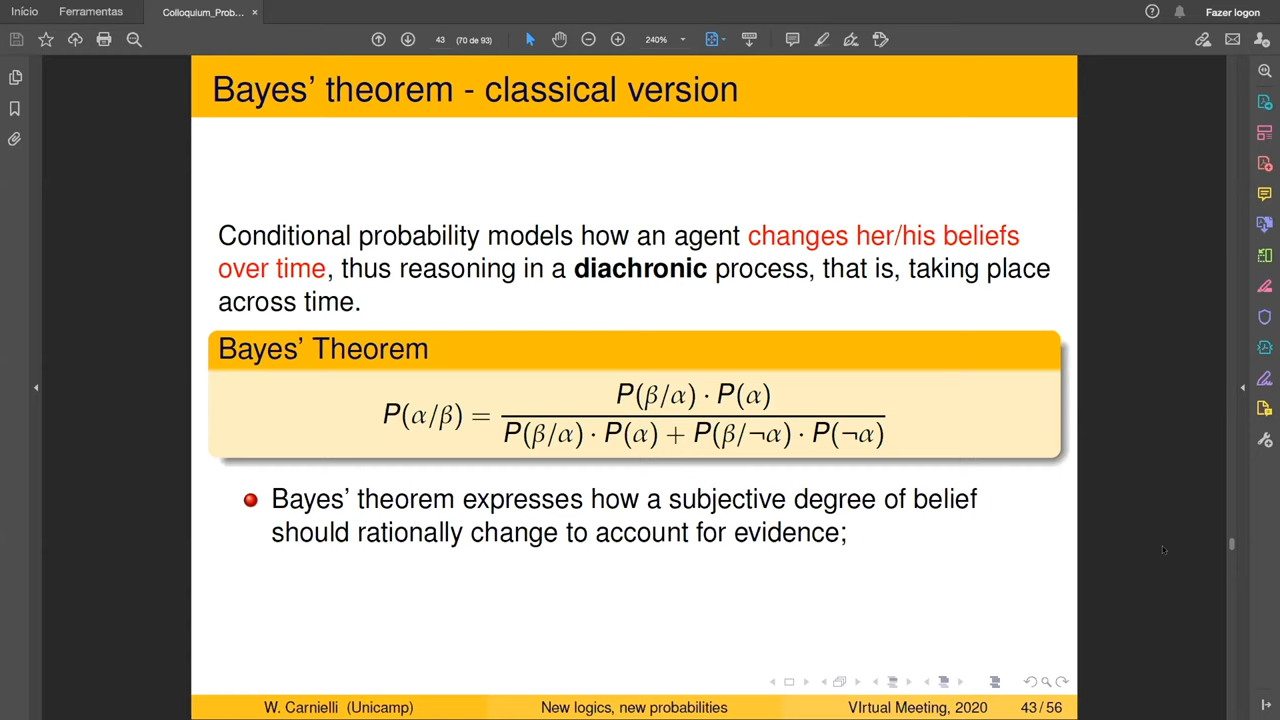 Início Ferramentas Colloquium_Prob... × Fazer logon
43 (70 de 93) 240%
Bayes’ theorem - classical version
Conditional probability models how an agent changes her/his beliefs
over time, thus reasoning in a diachronic process, that is, taking place
across time.
Bayes’ Theorem
P(α/β) = P(β/α) · P(α) / P(β/α) · P(α) + P(β/¬α) · P(¬α)
Bayes’ theorem expresses how a subjective degree of belief
should rationally change to account for evidence;
W. Carnielli (Unicamp) New logics, new probabilities VIrtual Meeting, 2020 43 / 56